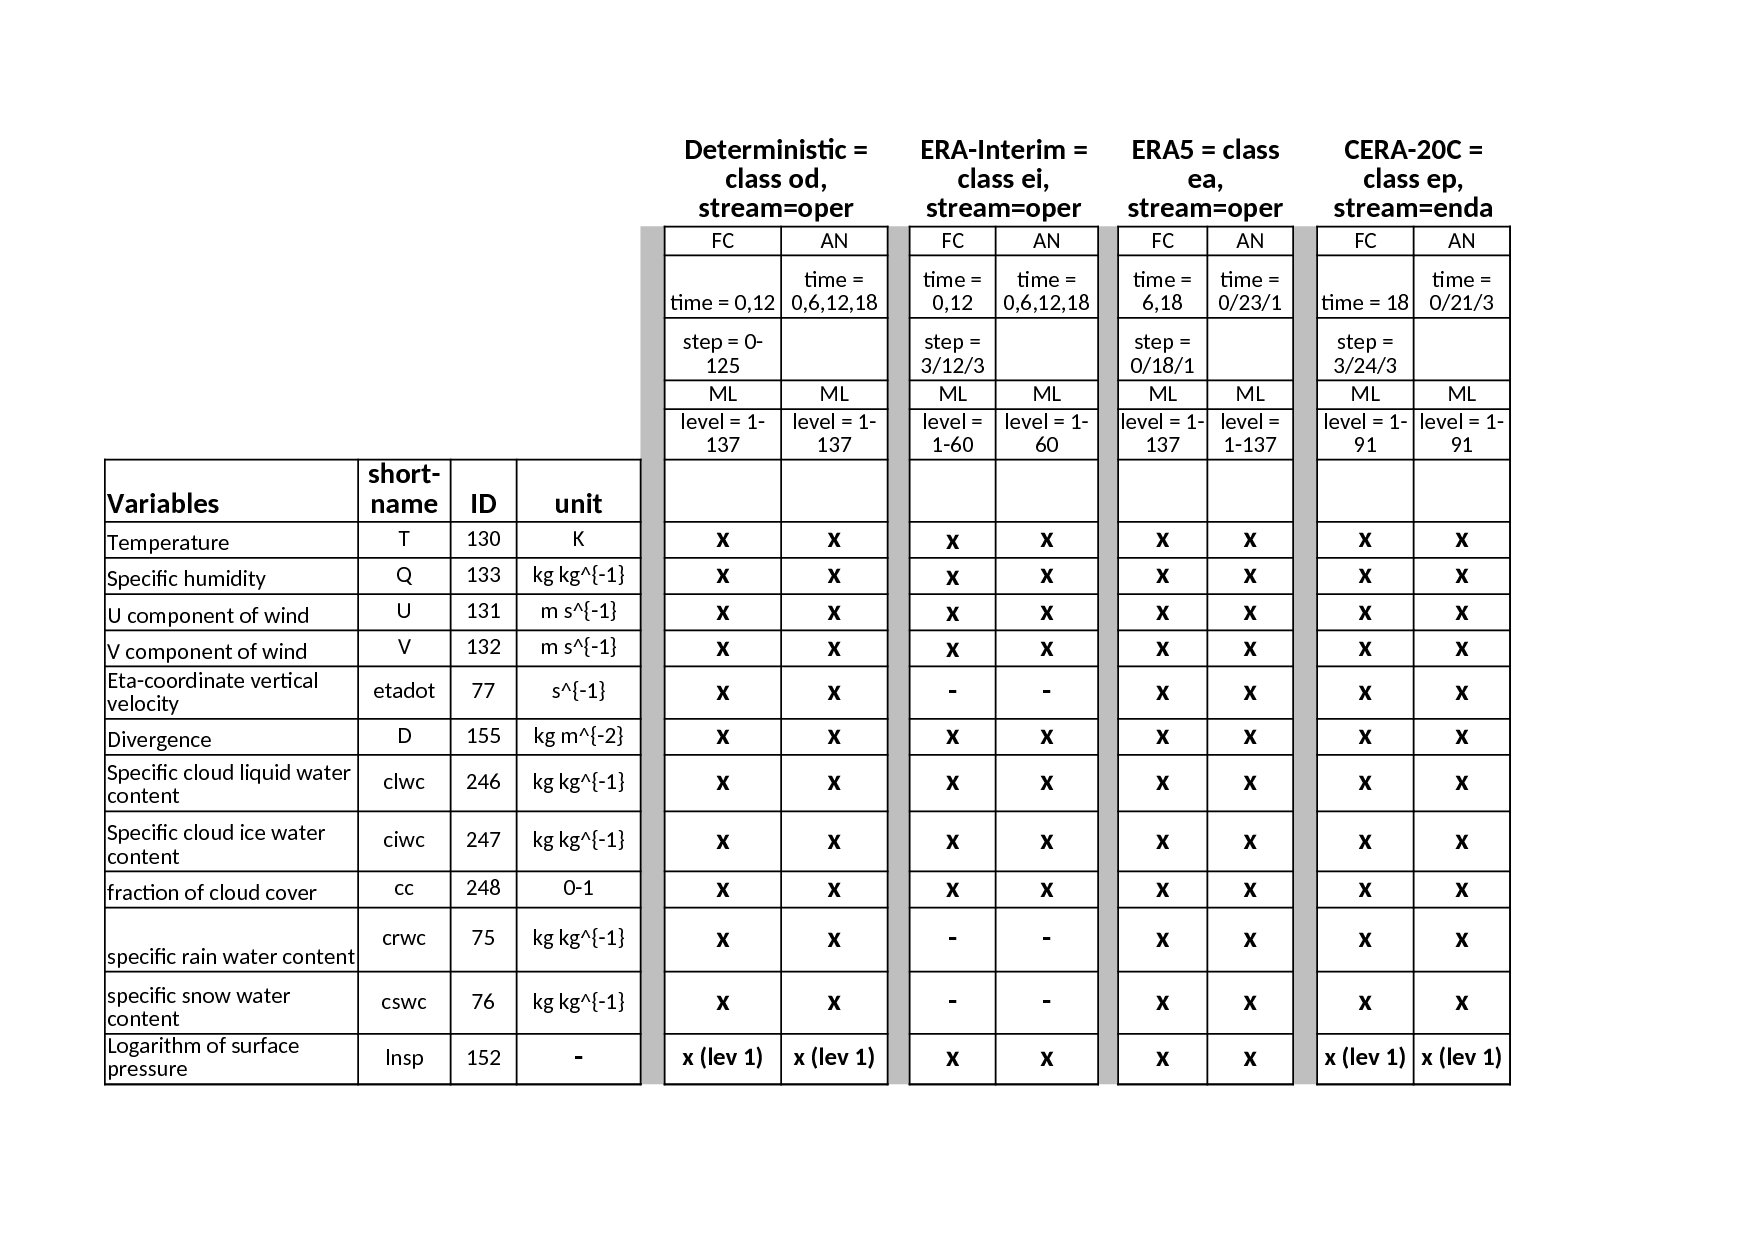 Deterministic = ERA-Interim = ERA5 = class CERA-20C =
class od, class ei, ea, class ep,
stream=oper stream=oper stream=oper stream=enda
FC AN FC AN FC AN FC AN
time = time = time = time = time = time =
time = 0,12 0,6,12,18 0,12 0,6,12,18 6,18 0/23/1 time = 18 0/21/3
step = 0- step = step = step =
125 3/12/3 0/18/1 3/24/3
ML ML ML ML ML ML ML ML
level = 1- level = 1- level = level = 1- level = 1- level = level = 1- level = 1-
137 137 1-60 60 137 1-137 91 91
short-
Variables name ID unit
Temperature T 130 K x x x x x x x x
Specific humidity Q 133 kg kg^{-1} x x x x x x x x
U component of wind U 131 m s^{-1} x x x x x x x x
V component of wind V 132 m s^{-1} x x x x x x x x
Eta-coordinate vertical
velocity etadot 77 s^{-1} x x - - x x x x
Divergence D 155 kg m^{-2} x x x x x x x x
Specific cloud liquid water
content clwc 246 kg kg^{-1} x x x x x x x x
Specific cloud ice water
content ciwc 247 kg kg^{-1} x x x x x x x x
fraction of cloud cover cc 248 0-1 x x x x x x x x
specific rain water content crwc 75 kg kg^{-1} x x - - x x x x
specific snow water
content cswc 76 kg kg^{-1} x x - - x x x x
Logarithm of surface
pressure lnsp 152 - x (lev 1) x (lev 1) x x x x x (lev 1) x (lev 1)